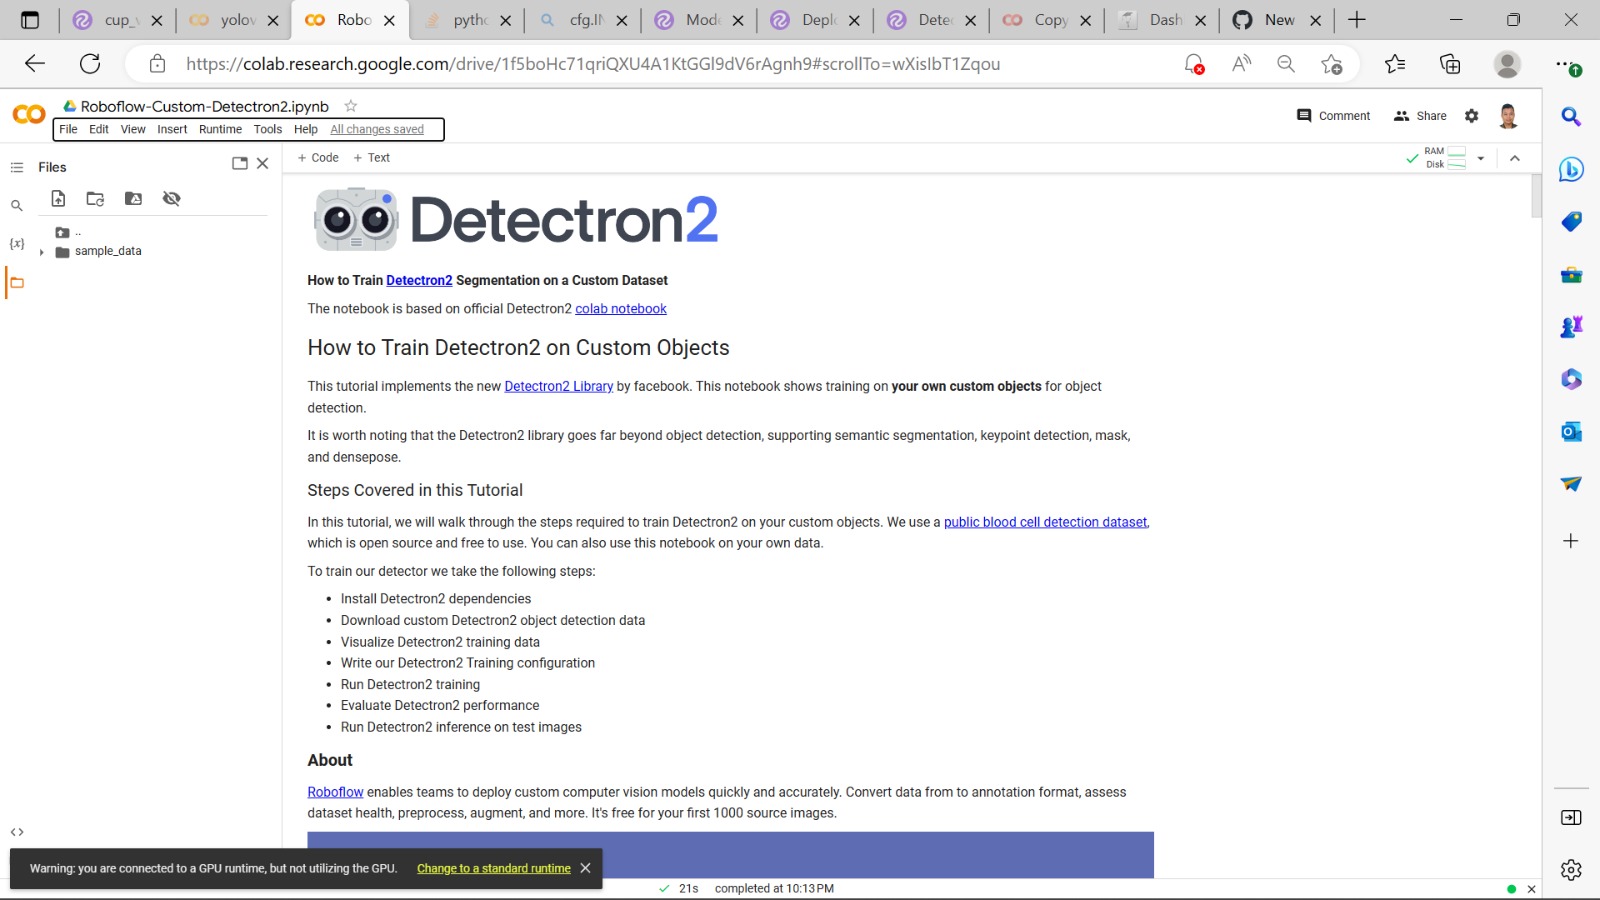 cup_
yolov
Robo
pytho
cfg.IN
Mode
Deplo
Detec
Copy
Dash
New
https://colab.research.google.com/drive/1f5boHc71qriQXU4A1KtGGl9dV6rAgnh9#scrollTo=wXisIbT1Zqou
Roboflow-Custom-Detectron2.ipynb
File Edit View Insert Runtime Tools Help All changes saved
Comment
Share
Files
+ Code + Text
RAM
Disk
{x}
..
sample_data
Detectron2
How to Train Detectron2 Segmentation on a Custom Dataset
The notebook is based on official Detectron2 colab notebook
How to Train Detectron2 on Custom Objects
This tutorial implements the new Detectron2 Library by facebook. This notebook shows training on your own custom objects for object
detection.
It is worth noting that the Detectron2 library goes far beyond object detection, supporting semantic segmentation, keypoint detection, mask,
and densepose.
Steps Covered in this Tutorial
In this tutorial, we will walk through the steps required to train Detectron2 on your custom objects. We use a public blood cell detection dataset,
which is open source and free to use. You can also use this notebook on your own data.
To train our detector we take the following steps:
• Install Detectron2 dependencies
• Download custom Detectron2 object detection data
• Visualize Detectron2 training data
• Write our Detectron2 Training configuration
• Run Detectron2 training
• Evaluate Detectron2 performance
• Run Detectron2 inference on test images
About
Roboflow enables teams to deploy custom computer vision models quickly and accurately. Convert data from to annotation format, assess
dataset health, preprocess, augment, and more. It's free for your first 1000 source images.
Warning: you are connected to a GPU runtime, but not utilizing the GPU. Change to a standard runtime
21s completed at 10:13 PM